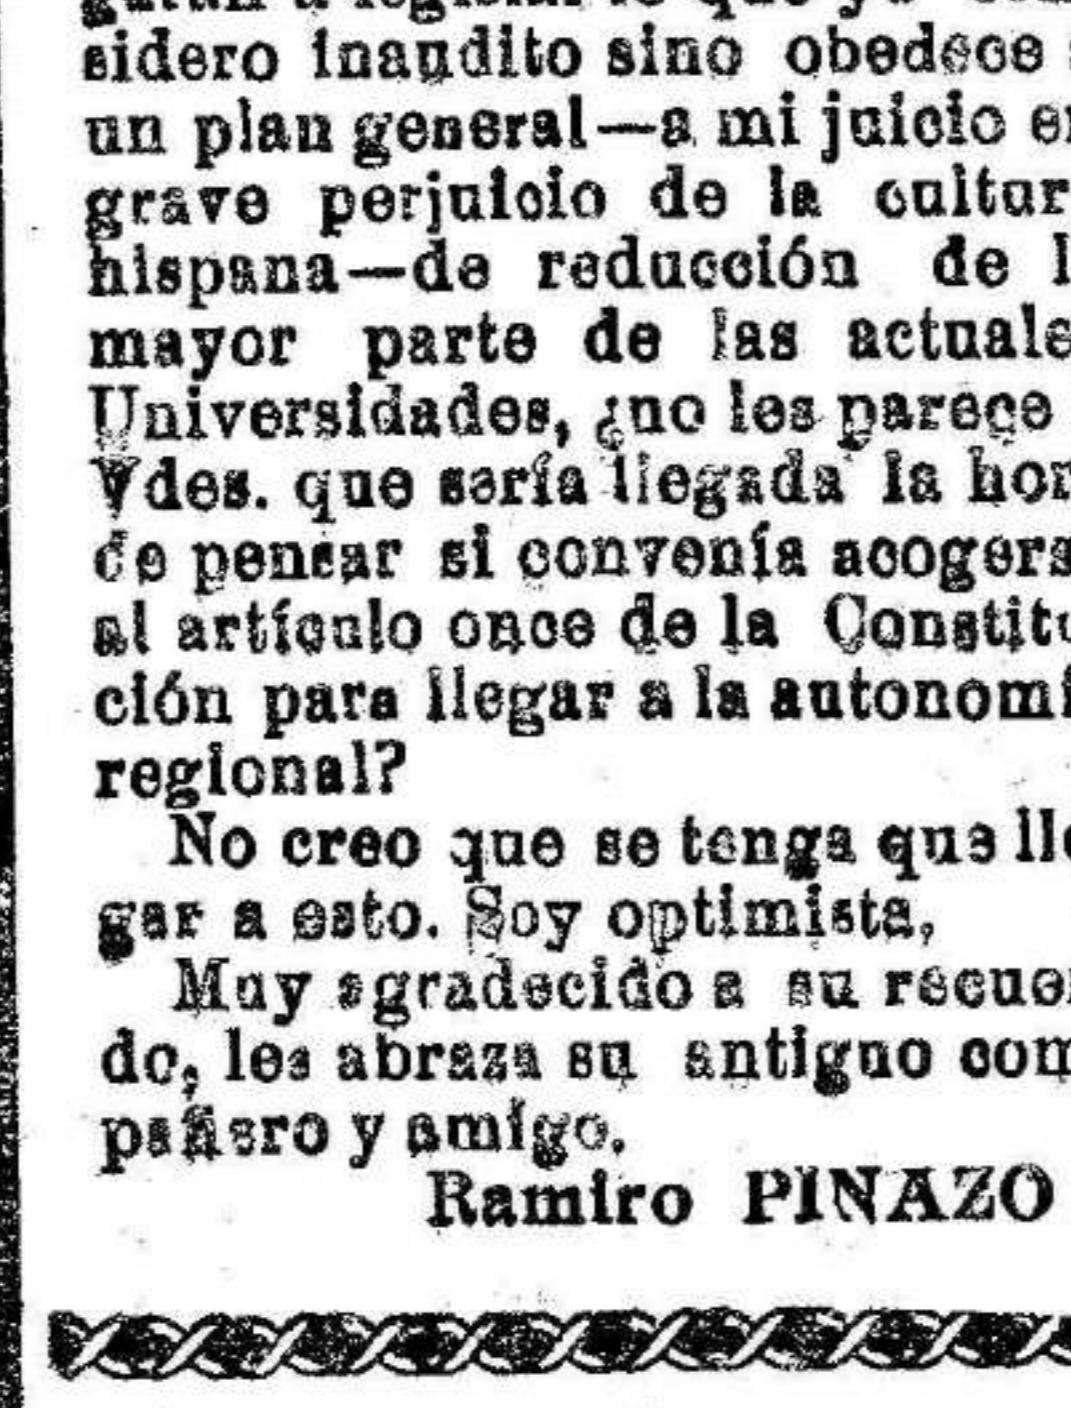 sidero inaudito sino obedece
un plan general—a mi juicio e
grave perjuicio de la cultur
hispana—de reducción de l
mayor parte de las actuale
Universidades, ¿no les parece
Vdes. que sería llegada la hor
de pensar si convenía acogers
al artículo once de la Constitu
ción para llegar a la autonomí
regional?
No creo que se tenga que lle
gar a esto. Soy optimista,
Muy agradecido a su recuer
do, les abraza su antiguo com
pañero y amigo.
Ramiro PINAZO